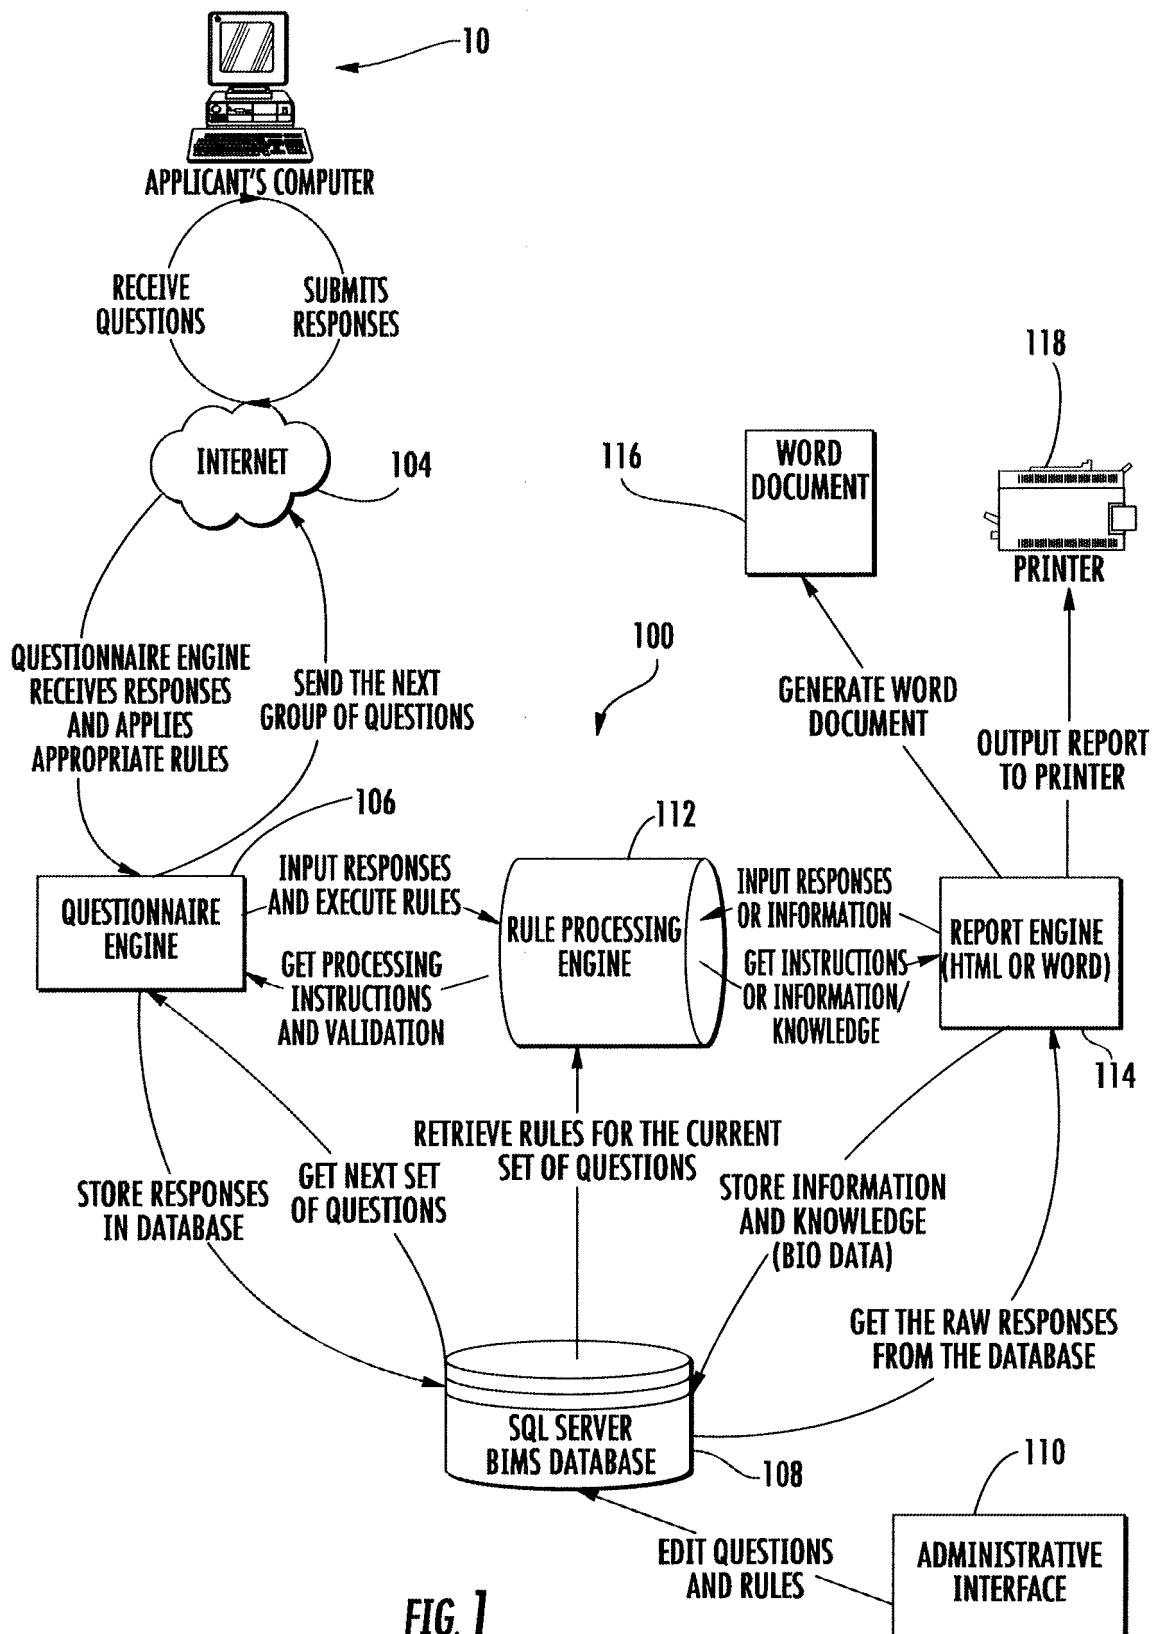 10
APPLICANT'S COMPUTER
RECEIVE
QUESTIONS
SUBMITS
RESPONSES
118
INTERNET
104
116
WORD
DOCUMENT
PRINTER
100
QUESTIONNAIRE ENGINE
RECEIVES RESPONSES
AND APPLIES
APPROPRIATE RULES
SEND THE NEXT
GROUP OF QUESTIONS
GENERATE WORD
DOCUMENT
OUTPUT REPORT
TO PRINTER
106
112
QUESTIONNAIRE
ENGINE
INPUT RESPONSES
AND EXECUTE RULES
GET PROCESSING
INSTRUCTIONS
AND VALIDATION
RULE PROCESSING
ENGINE
INPUT RESPONSES
OR INFORMATION
GET INSTRUCTIONS
OR INFORMATION/
KNOWLEDGE
REPORT ENGINE
(HTML OR WORD)
114
RETRIEVE RULES FOR THE CURRENT
SET OF QUESTIONS
STORE RESPONSES
IN DATABASE
GET NEXT SET
OF QUESTIONS
STORE INFORMATION
AND KNOWLEDGE
(BIO DATA)
GET THE RAW RESPONSES
FROM THE DATABASE
SQL SERVER
BIMS DATABASE
108
110
EDIT QUESTIONS
AND RULES
ADMINISTRATIVE
INTERFACE
FIG. 1